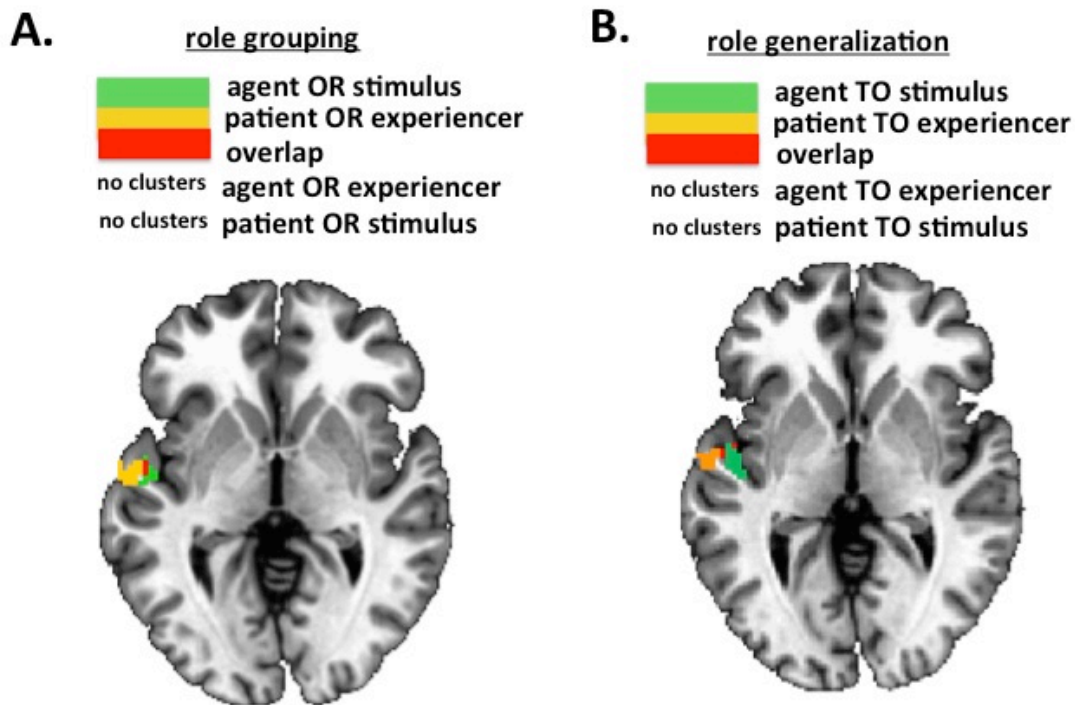 A.
role grouping
agent OR stimulus
patient OR experiencer
overlap
no clusters agent OR experiencer
no clusters patient OR stimulus
B.
role generalization
agent TO stimulus
patient TO experiencer
overlap
no clusters agent TO experiencer
no clusters patient TO stimulus